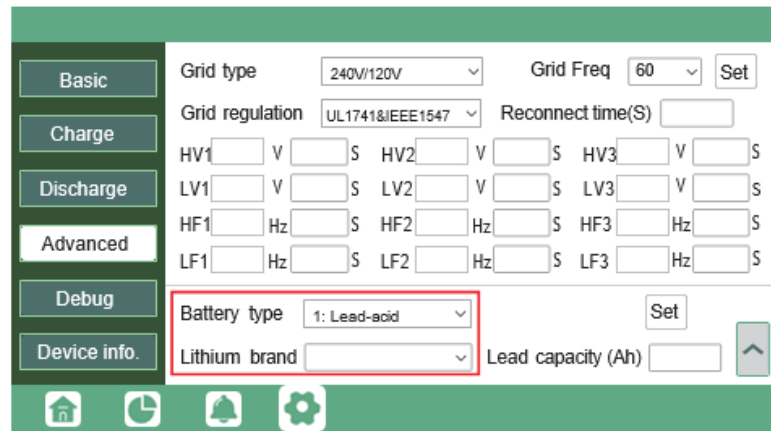 Basic
Charge
Discharge
Advanced
Debug
Device info.
Grid type 240V/120V Grid Freq 60 Set
Grid regulation UL1741&IEEE1547 Reconnect time(S)
HV1 V S HV2 V S HV3 V S
LV1 V S LV2 V S LV3 V S
HF1 Hz S HF2 Hz S HF3 Hz S
LF1 Hz S LF2 Hz S LF3 Hz S
Battery type 1: Lead-acid Set
Lithium brand Lead capacity (Ah)